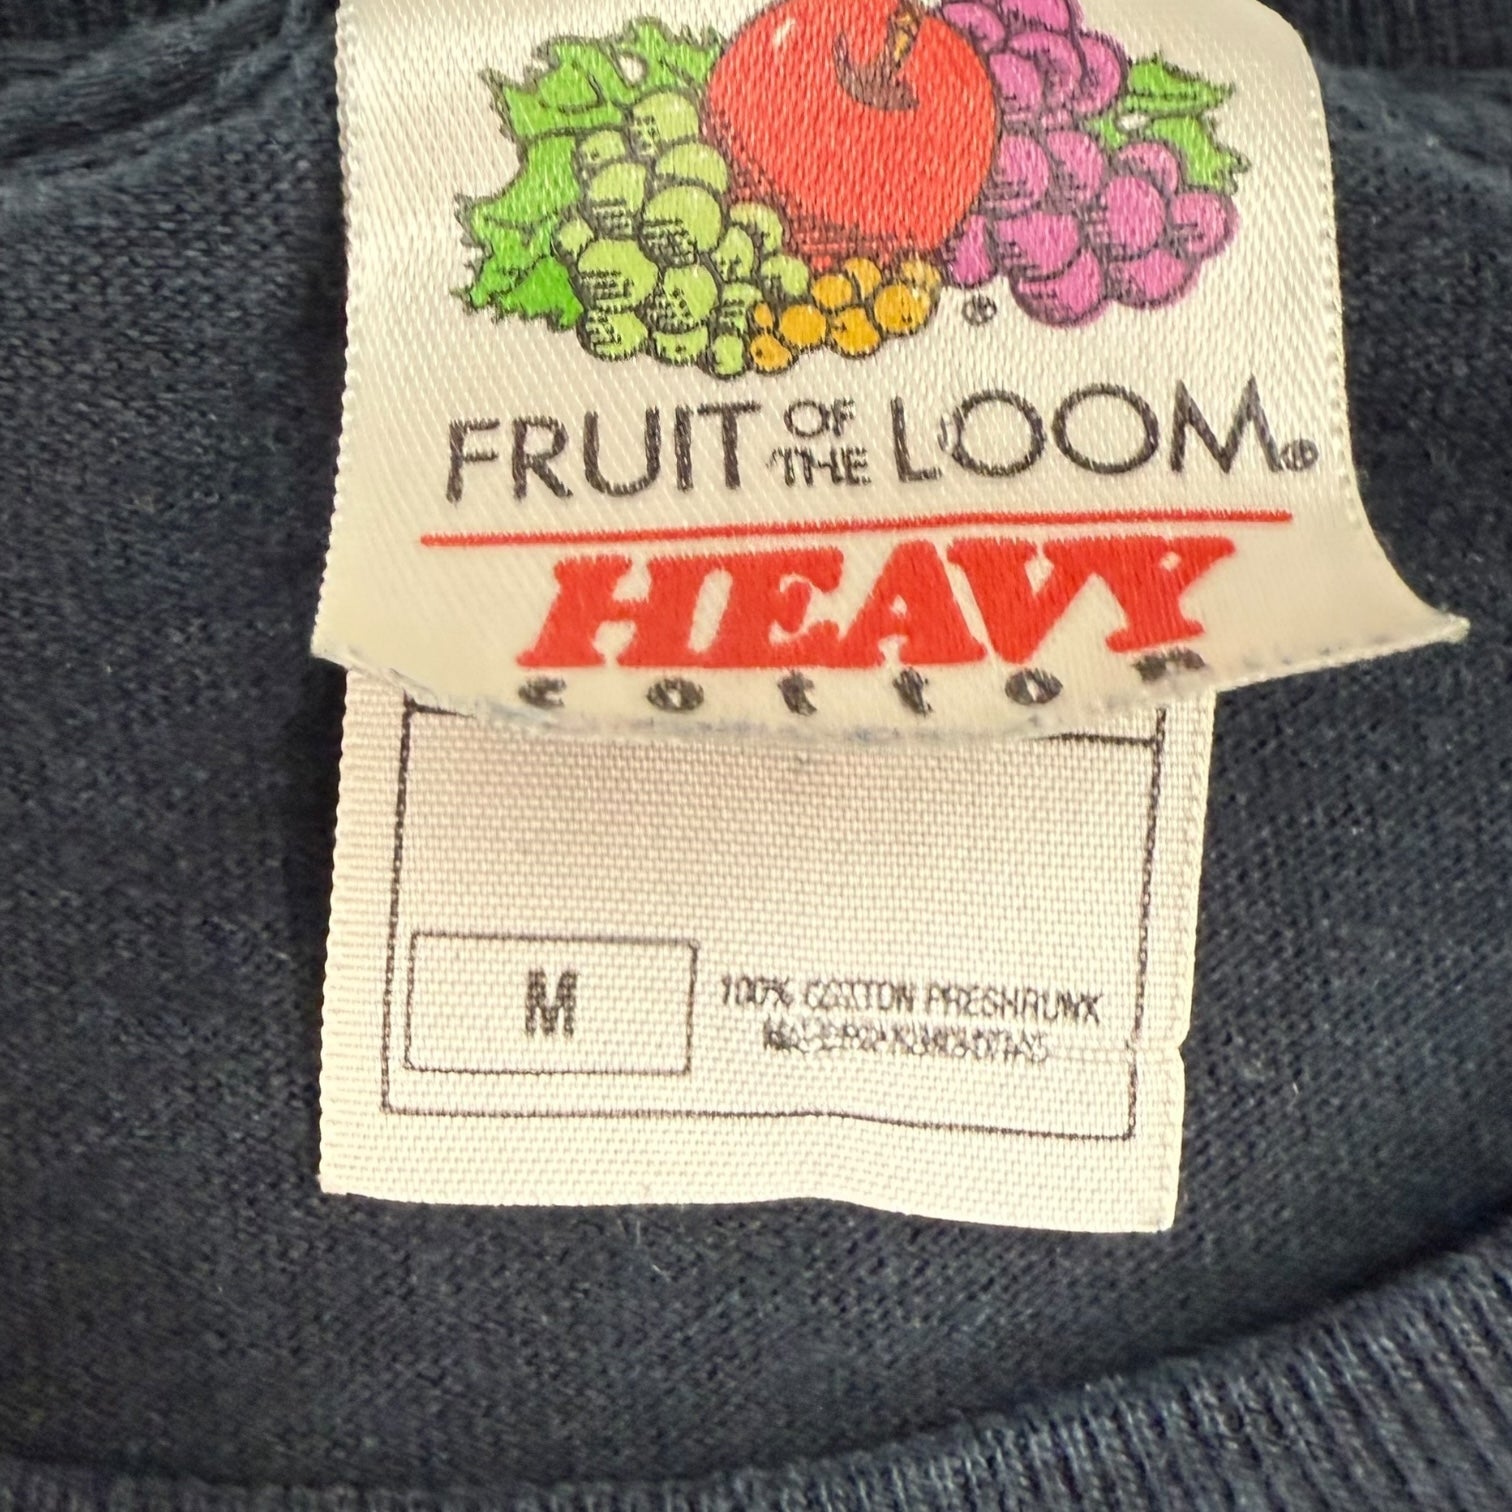 ®
FRUIT OF THE LOOM®
HEAVY
cotton
M
100% COTTON PRESHRUNK